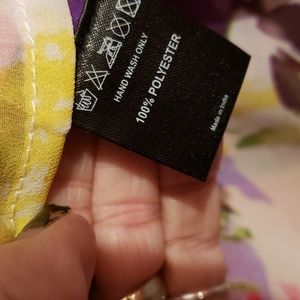 HAND WASH ONLY
100% POLYESTER
Made in India